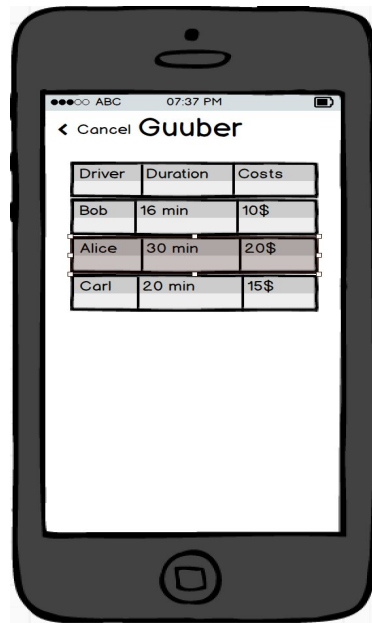 ABC 07:37 PM
Cancel Guuber
Driver Duration Costs
Bob 16 min 10$
Alice 30 min 20$
Carl 20 min 15$